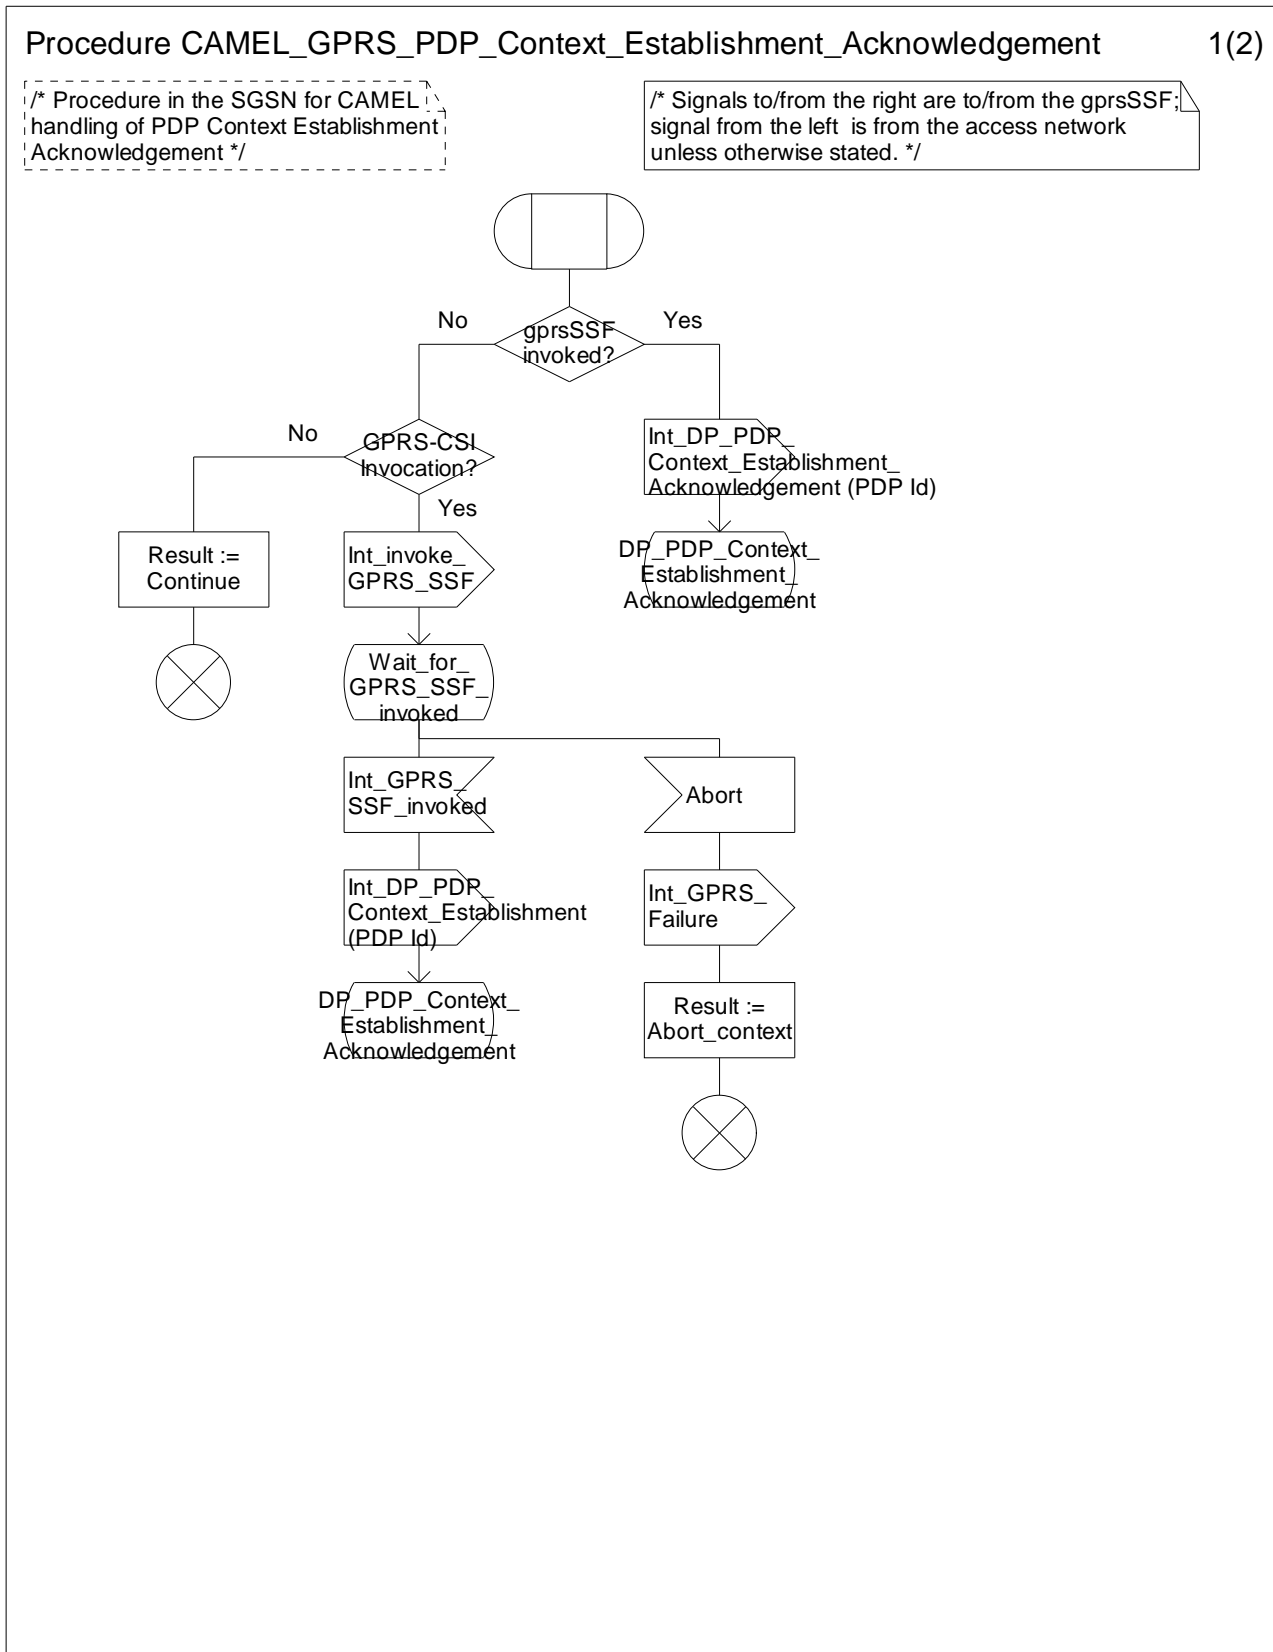 Procedure CAMEL_GPRS_PDP_Context_Establishment_Acknowledgement 1(2)
/* Procedure in the SGSN for CAMEL
handling of PDP Context Establishment
Acknowledgement */
/* Signals to/from the right are to/from the gprsSSF;
signal from the left is from the access network
unless otherwise stated. */
No
gprsSSF
invoked?
Yes
No
GPRS-CSI
Invocation?
Yes
Int_DP_PDP_
Context_Establishment_
Acknowledgement (PDP Id)
Result :=
Continue
Int_invoke_
GPRS_SSF
DP_PDP_Context_
Establishment_
Acknowledgement
Wait_for_
GPRS_SSF_
invoked
Int_GPRS_
SSF_invoked
Abort
Int_DP_PDP_
Context_Establishment
(PDP Id)
Int_GPRS_
Failure
DP_PDP_Context_
Establishment_
Acknowledgement
Result :=
Abort_context